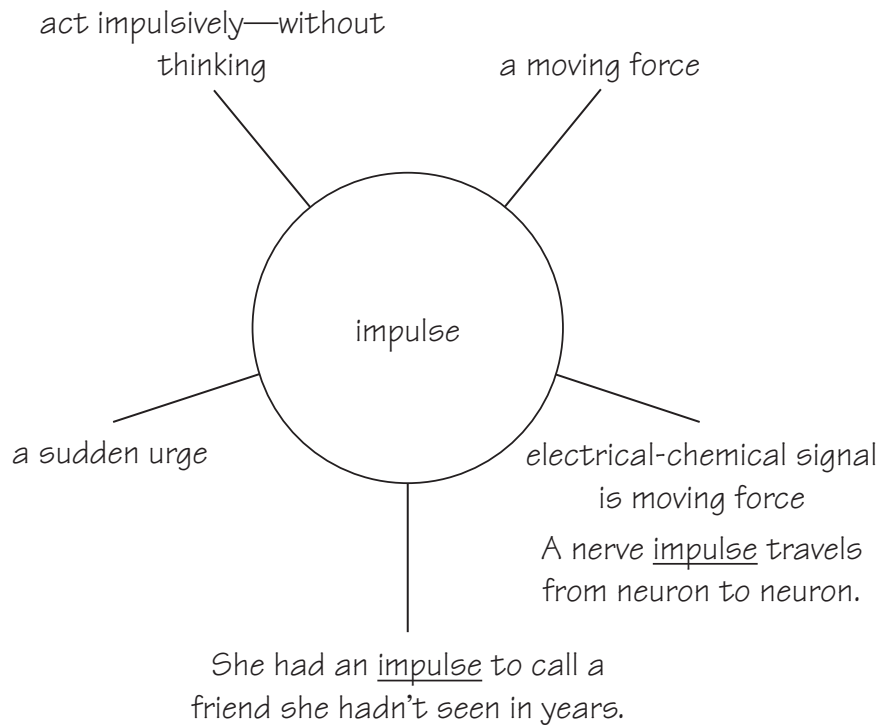 act impulsively—without
thinking
a moving force
impulse
a sudden urge
electrical-chemical signal
is moving force
A nerve impulse travels
from neuron to neuron.
She had an impulse to call a
friend she hadn't seen in years.